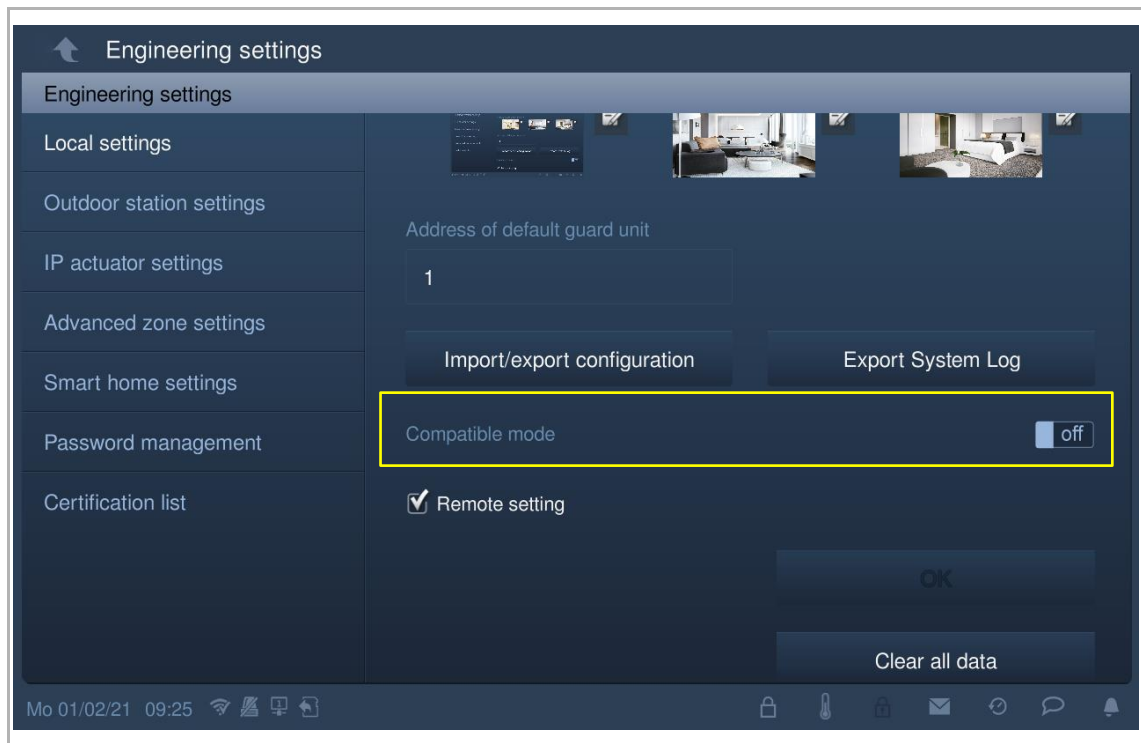 Engineering settings
Engineering settings
Local settings
Outdoor station settings
IP actuator settings
Advanced zone settings
Smart home settings
Password management
Certification list
Address of default guard unit
1
Import/export configuration
Export System Log
Compatible mode
off
Remote setting
OK
Clear all data
Mo 01/02/21 09:25